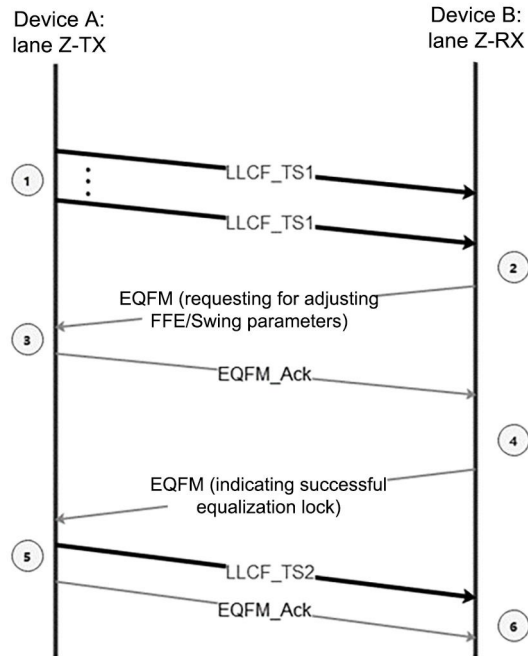 Device A:
lane Z-TX
Device B:
lane Z-RX
1
LLCF_TS1
LLCF_TS1
2
EQFM (requesting for adjusting
FFE/Swing parameters)
3
EQFM_Ack
4
EQFM (indicating successful
equalization lock)
5
LLCF_TS2
EQFM_Ack
6